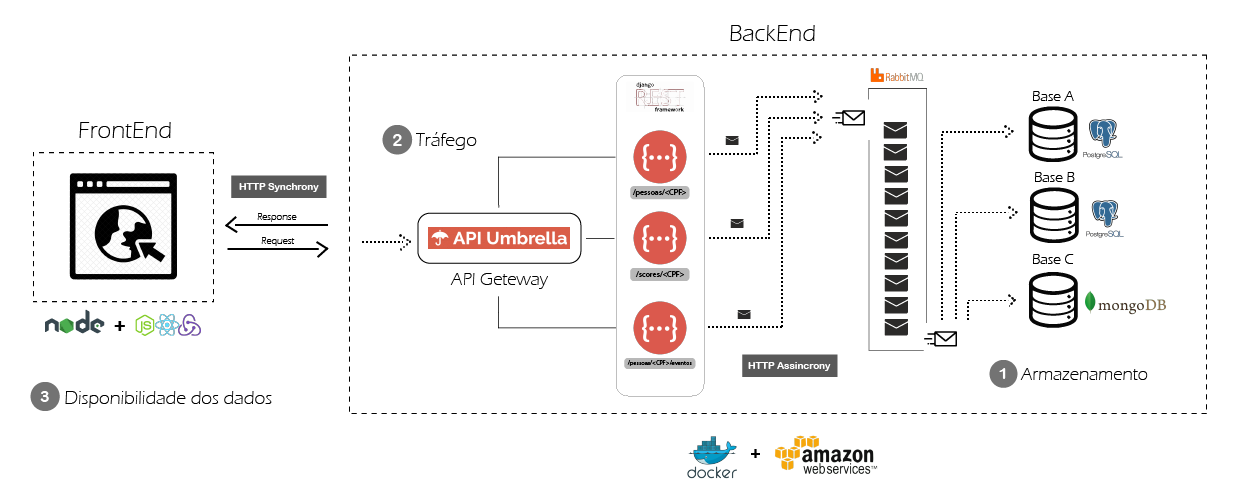 BackEnd
FrontEnd
HTTP Synchrony
Response
Request
node + JS
3 Disponibilidade dos dados
2 Tráfego
API Umbrella
API Geteway
django
REST
framework
/pessoas/<CPF>
/scores/<CPF>
/pessoas/<CPF>/eventos
HTTP Assincrony
RabbitMQ
Base A
PostgreSQL
Base B
PostgreSQL
Base C
mongoDB
1 Armazenamento
docker + amazon
webservices™